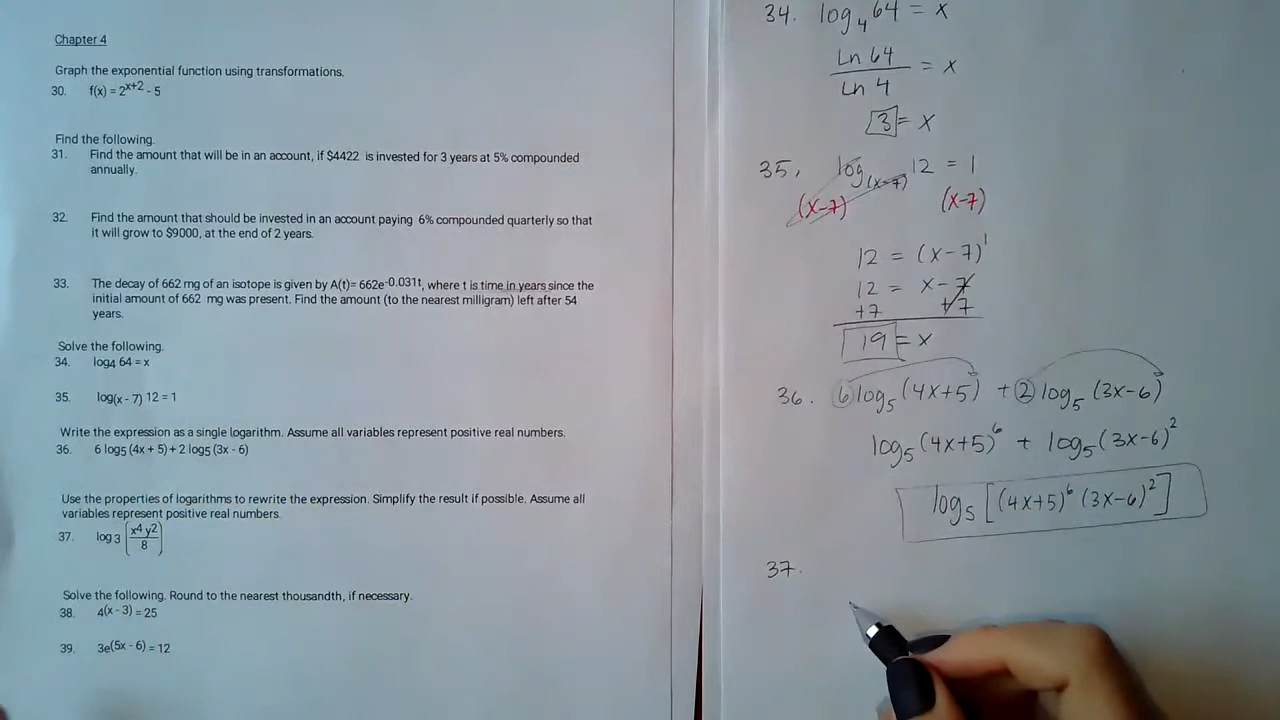 Chapter 4
Graph the exponential function using transformations.
30. f(x) = 2^x+2 - 5
Find the following.
31. Find the amount that will be in an account, if $4422 is invested for 3 years at 5% compounded
annually.
32. Find the amount that should be invested in an account paying 6% compounded quarterly so that
it will grow to $9000, at the end of 2 years.
33. The decay of 662 mg of an isotope is given by A(t)= 662e^-0.031t, where t is time in years since the
initial amount of 662 mg was present. Find the amount (to the nearest milligram) left after 54
years.
Solve the following.
34. log4 64 = x
35. log(x - 7) 12 = 1
Write the expression as a single logarithm. Assume all variables represent positive real numbers.
36. 6 log5 (4x + 5) + 2 log5 (3x - 6)
Use the properties of logarithms to rewrite the expression. Simplify the result if possible. Assume all
variables represent positive real numbers.
37. log 3 (x^4 y^2 / 8)
Solve the following. Round to the nearest thousandth, if necessary.
38. 4^(x - 3) = 25
39. 3e^(5x - 6) = 12
34. log4 64 = x
Ln 64 / Ln 4 = x
3 = x
35. log(x-7) 12 = 1
(x-7) (x-7)
12 = (x-7)^1
12 = x-7
+7 +7
19 = x
36. 6 log5 (4x+5) + 2 log5 (3x-6)
log5 (4x+5)^6 + log5 (3x-6)^2
log5 [(4x+5)^6 (3x-6)^2]
37.